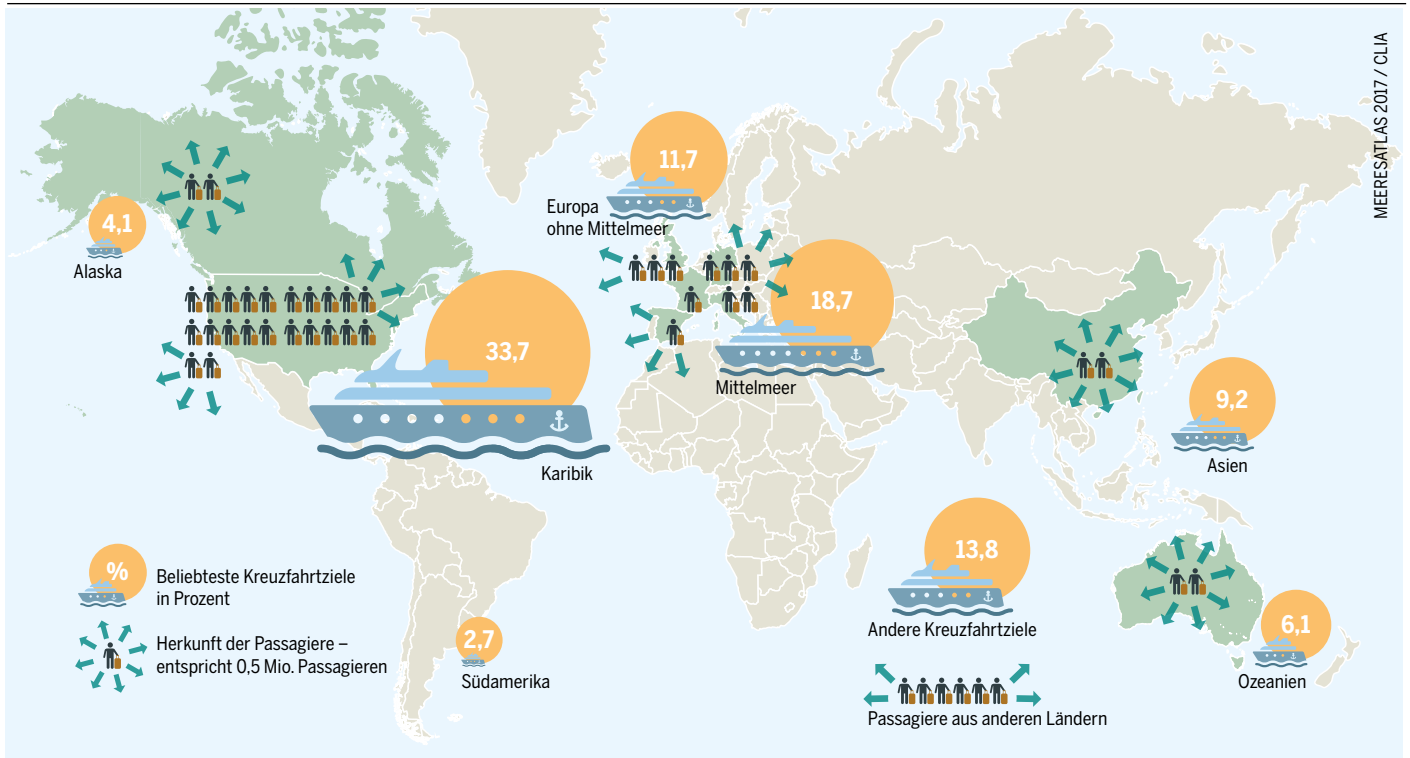 MEERESATLAS 2017 / CLIA
11,7
Europa
ohne Mittelmeer
4,1
Alaska
18,7
Mittelmeer
33,7
Karibik
9,2
Asien
%
Beliebteste Kreuzfahrtziele
in Prozent
Herkunft der Passagiere –
entspricht 0,5 Mio. Passagieren
2,7
Südamerika
13,8
Andere Kreuzfahrtziele
Passagiere aus anderen Ländern
6,1
Ozeanien